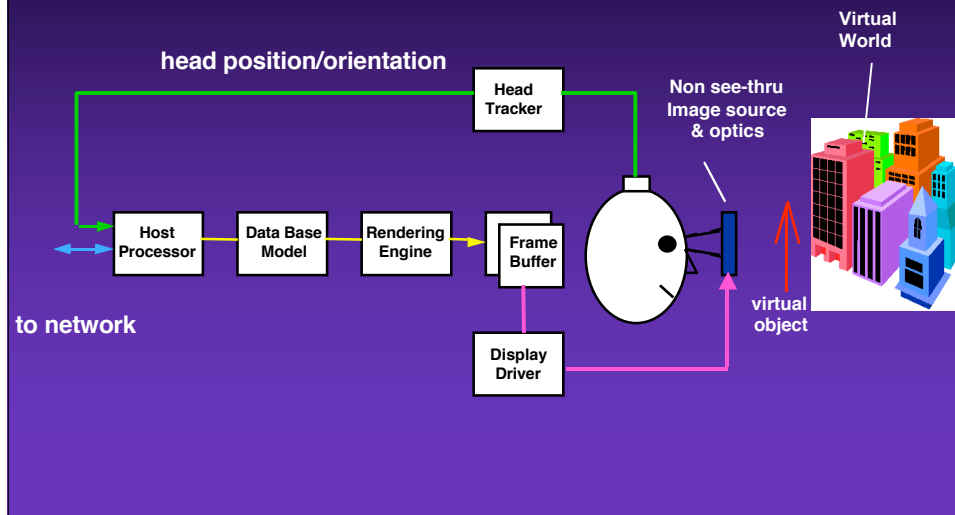 Virtual
World
head position/orientation
Head
Tracker
Non see-thru
Image source
& optics
Host
Processor
Data Base
Model
Rendering
Engine
Frame
Buffer
to network
virtual
object
Display
Driver